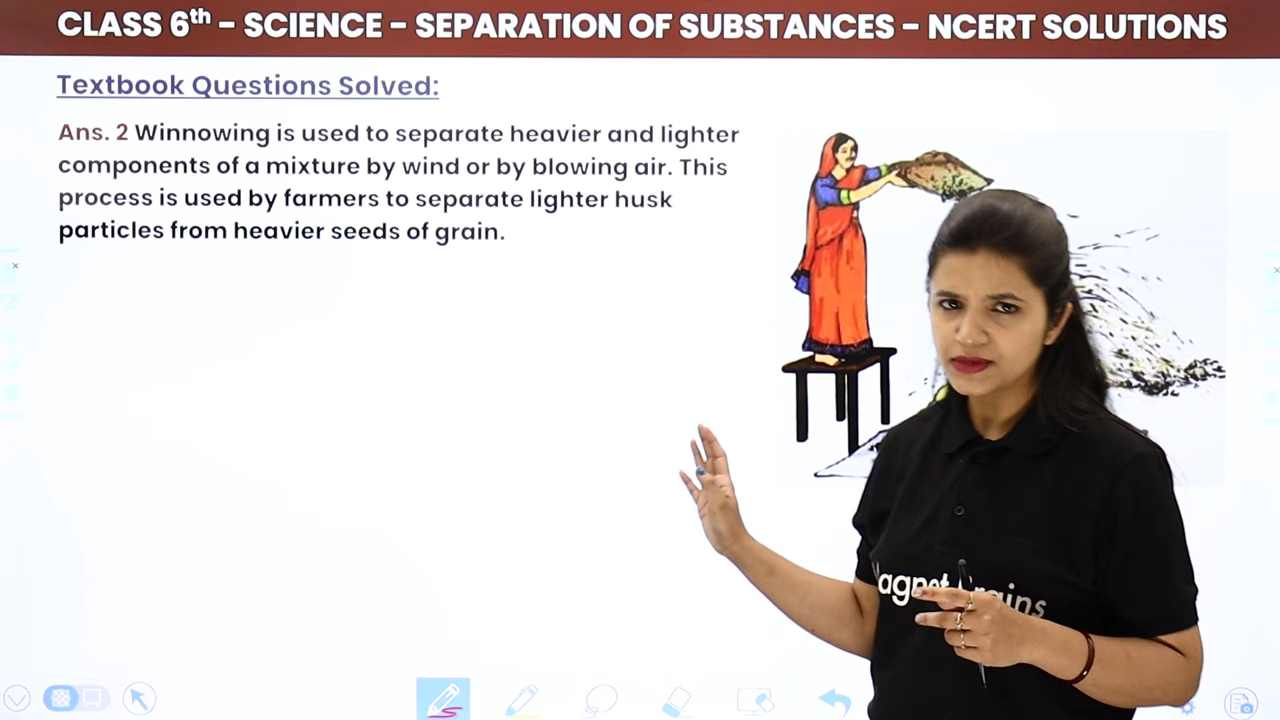 CLASS 6th – SCIENCE – SEPARATION OF SUBSTANCES – NCERT SOLUTIONS
Textbook Questions Solved:
Ans. 2 Winnowing is used to separate heavier and lighter
components of a mixture by wind or by blowing air. This
process is used by farmers to separate lighter husk
particles from heavier seeds of grain.